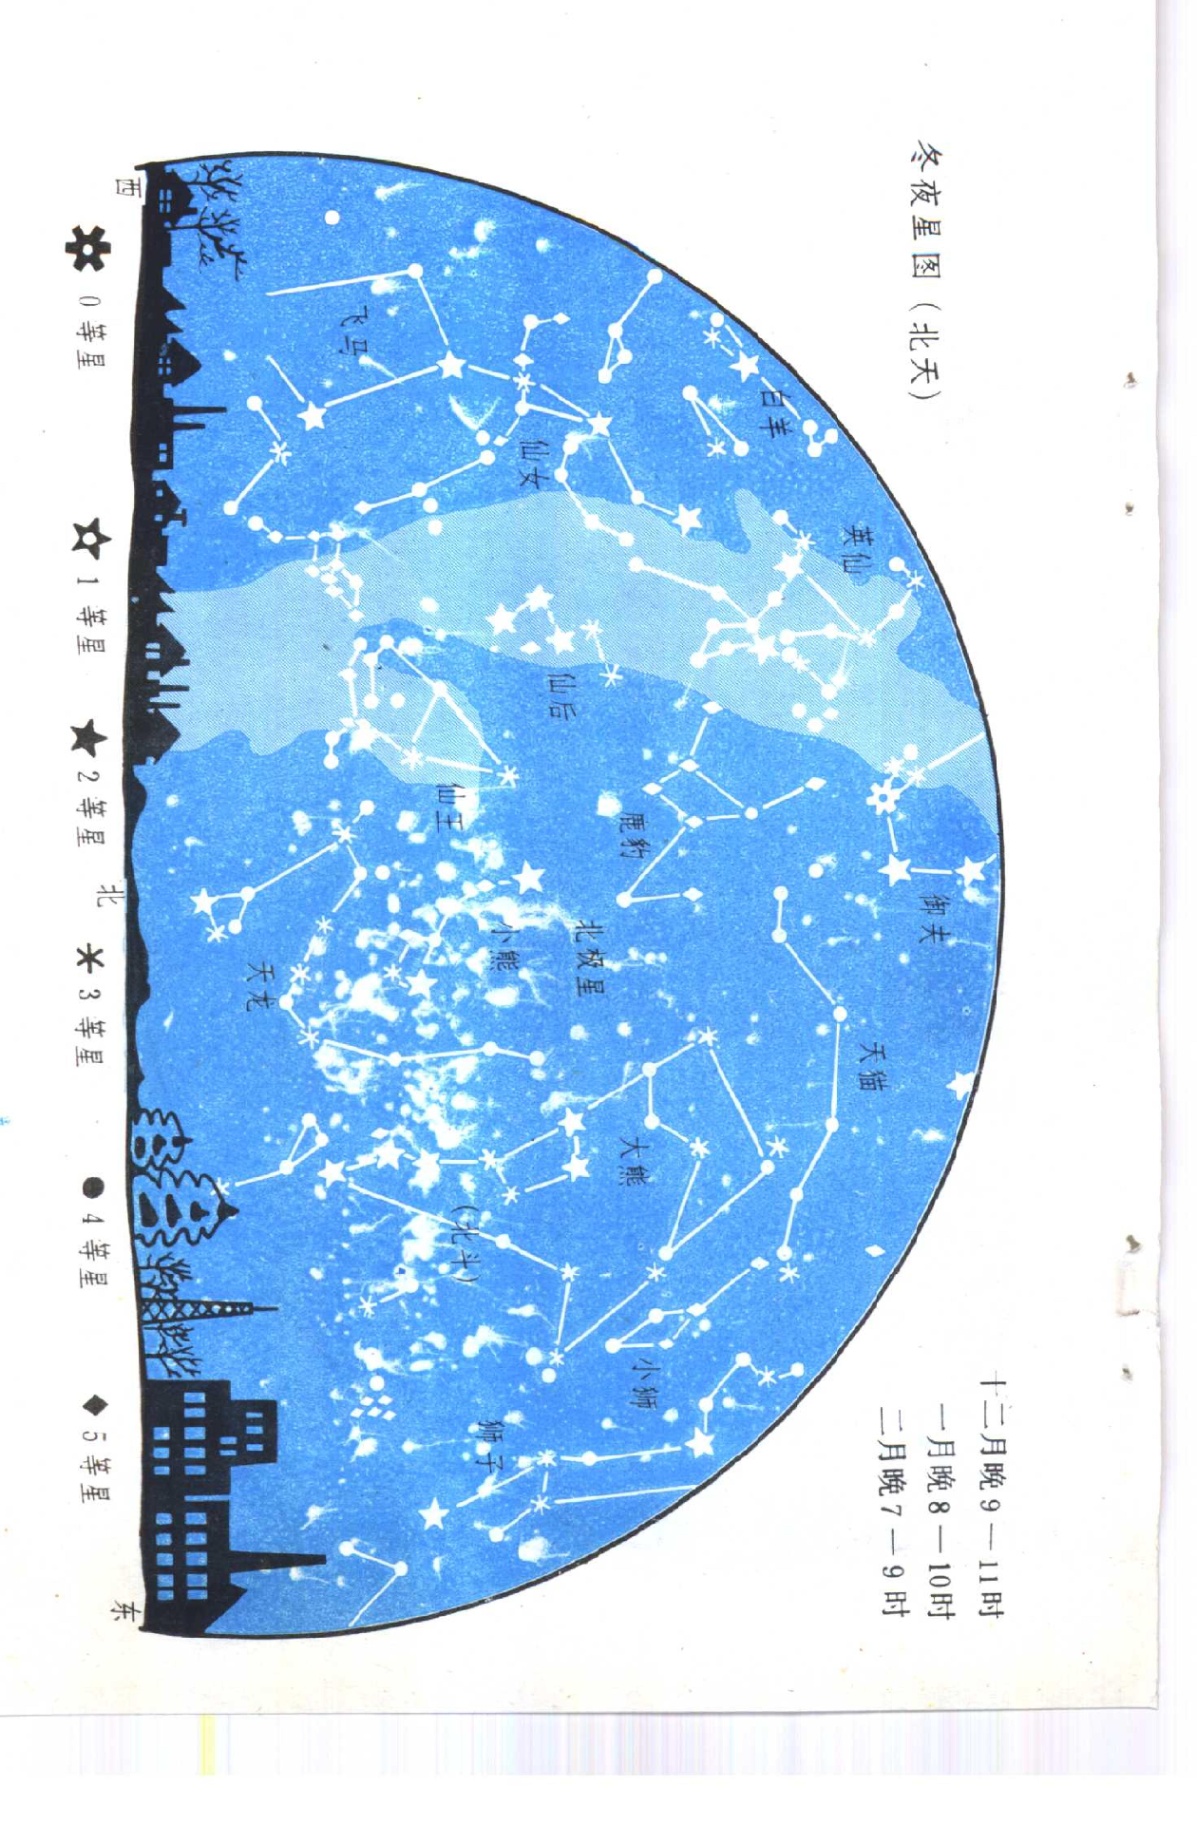 冬夜星图（北天）
十二月晚9—11时
一月晚8—10时
二月晚7—9时
御夫
天猫
英仙
白羊
鹿豹
大熊
小狮
北极星
仙后
仙女
小熊
狮子
仙王
（北斗）
飞马
天龙
西
北
东
0等星
1等星
2等星
3等星
4等星
5等星